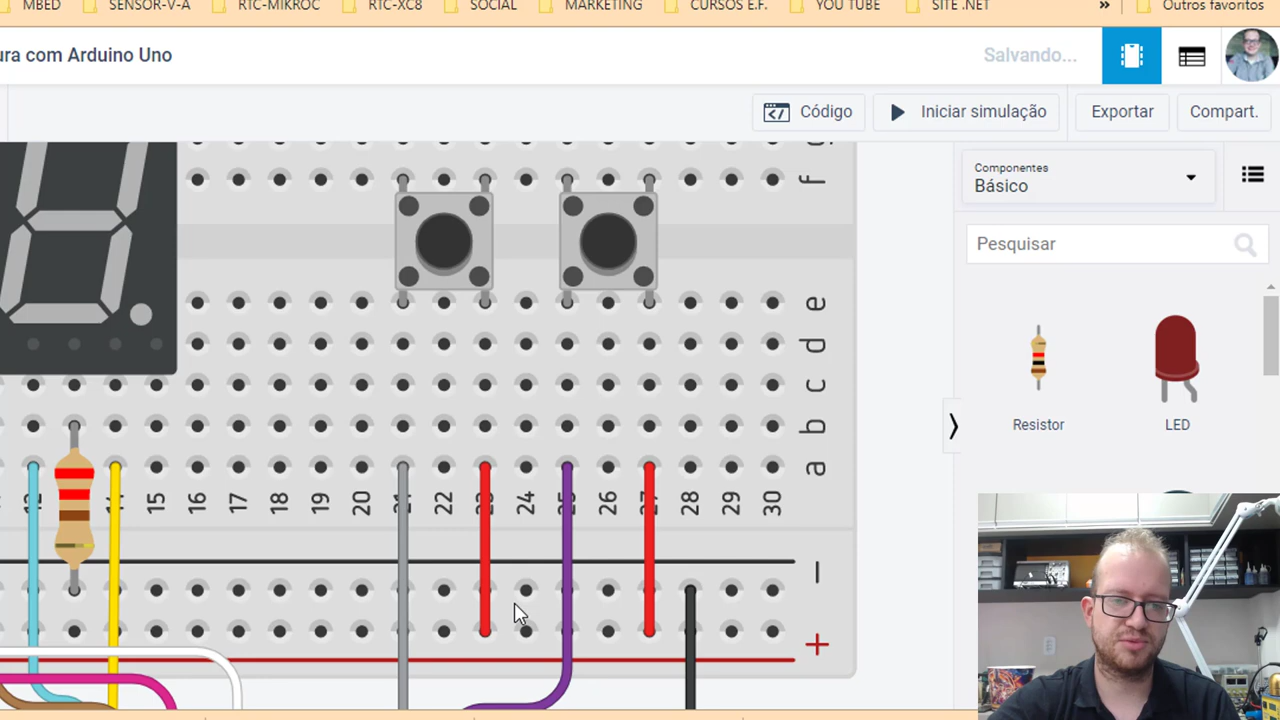 MBED SENSOR-V-A RTC-MIKROC RTC-XC8 SOCIAL MARKETING CURSOS E.F. YOU TUBE SITE .NET » Outros favoritos
ura com Arduino Uno
Salvando...
Código
Iniciar simulação
Exportar
Compart.
Componentes
Básico
Pesquisar
Resistor
LED
f
e
d
c
b
a
15 16 17 18 19 20 22 24 26 28 29 30
−
+